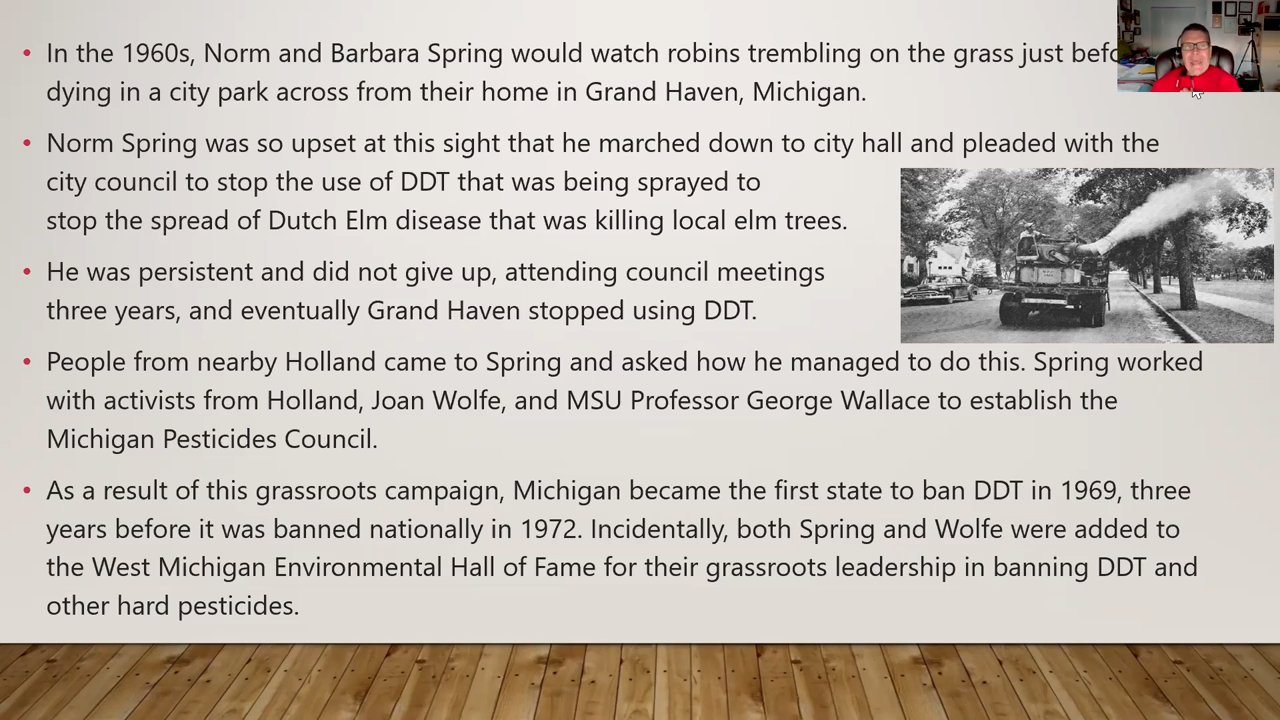 • In the 1960s, Norm and Barbara Spring would watch robins trembling on the grass just
dying in a city park across from their home in Grand Haven, Michigan.
• Norm Spring was so upset at this sight that he marched down to city hall and pleaded with the
city council to stop the use of DDT that was being sprayed to
stop the spread of Dutch Elm disease that was killing local elm trees.
• He was persistent and did not give up, attending council meetings
three years, and eventually Grand Haven stopped using DDT.
• People from nearby Holland came to Spring and asked how he managed to do this. Spring worked
with activists from Holland, Joan Wolfe, and MSU Professor George Wallace to establish the
Michigan Pesticides Council.
• As a result of this grassroots campaign, Michigan became the first state to ban DDT in 1969, three
years before it was banned nationally in 1972. Incidentally, both Spring and Wolfe were added to
the West Michigan Environmental Hall of Fame for their grassroots leadership in banning DDT and
other hard pesticides.